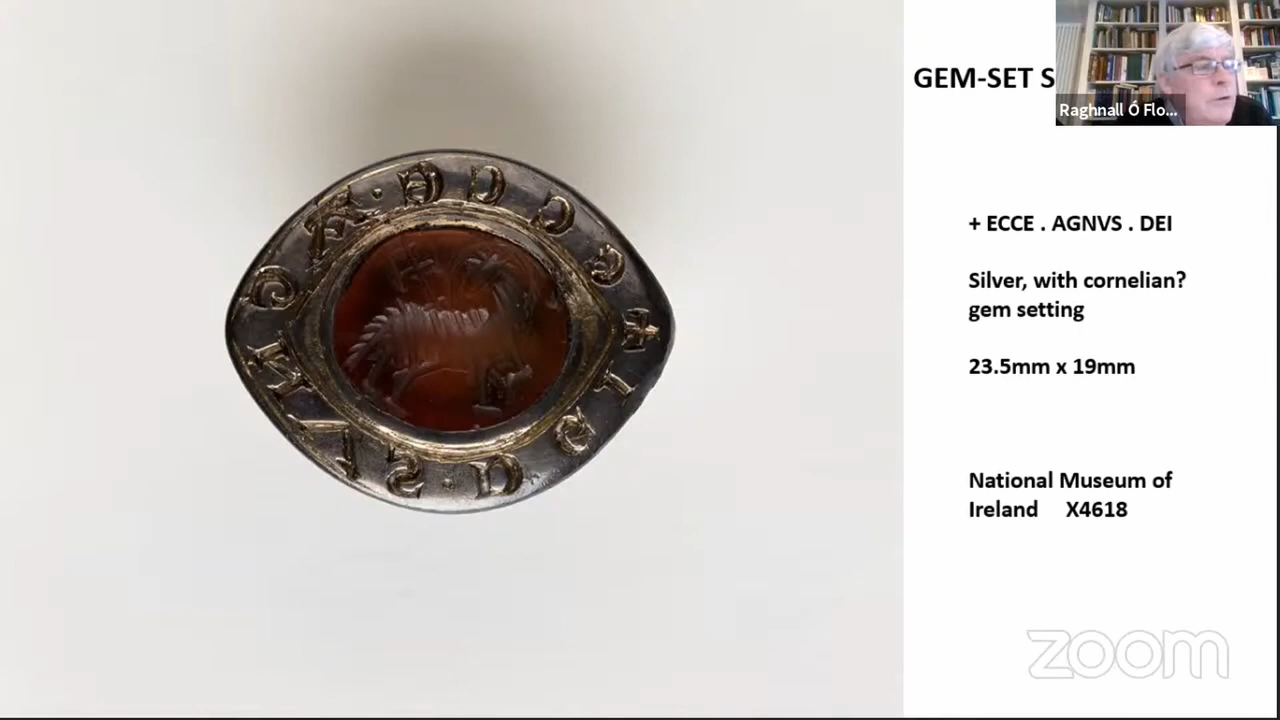 GEM-SET S
Raghnall Ó Flo...
+ ECCE . AGNVS . DEI
Silver, with cornelian?
gem setting
23.5mm x 19mm
National Museum of
Ireland X4618
zoom